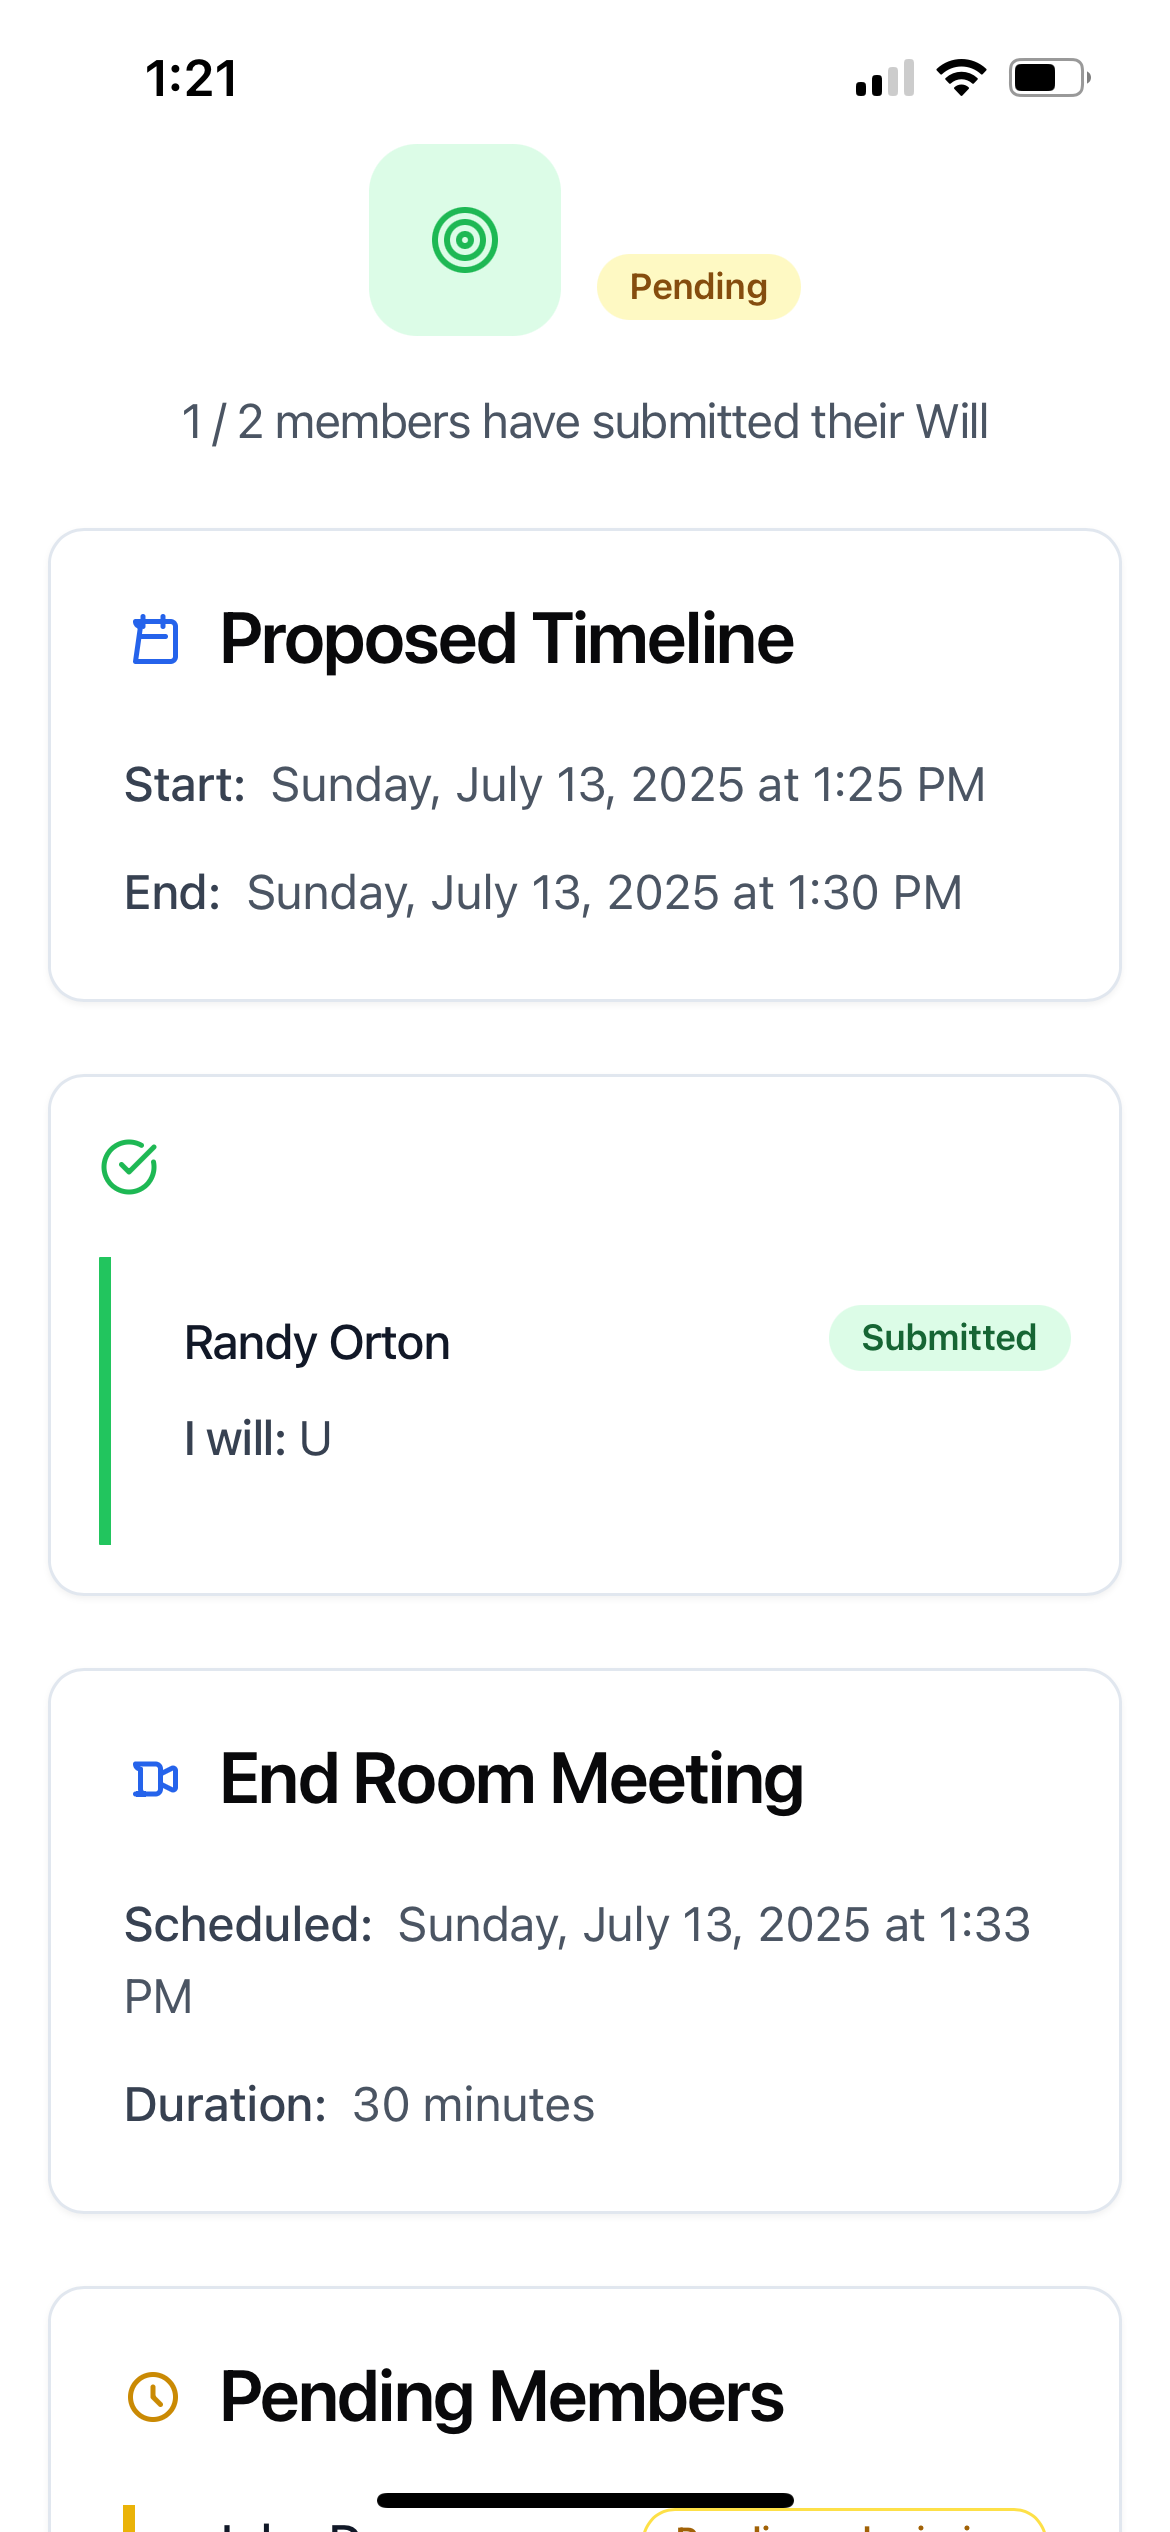 1:21
Pending
1 / 2 members have submitted their Will
Proposed Timeline
Start: Sunday, July 13, 2025 at 1:25 PM
End: Sunday, July 13, 2025 at 1:30 PM
Randy Orton
Submitted
I will: U
End Room Meeting
Scheduled: Sunday, July 13, 2025 at 1:33
PM
Duration: 30 minutes
Pending Members